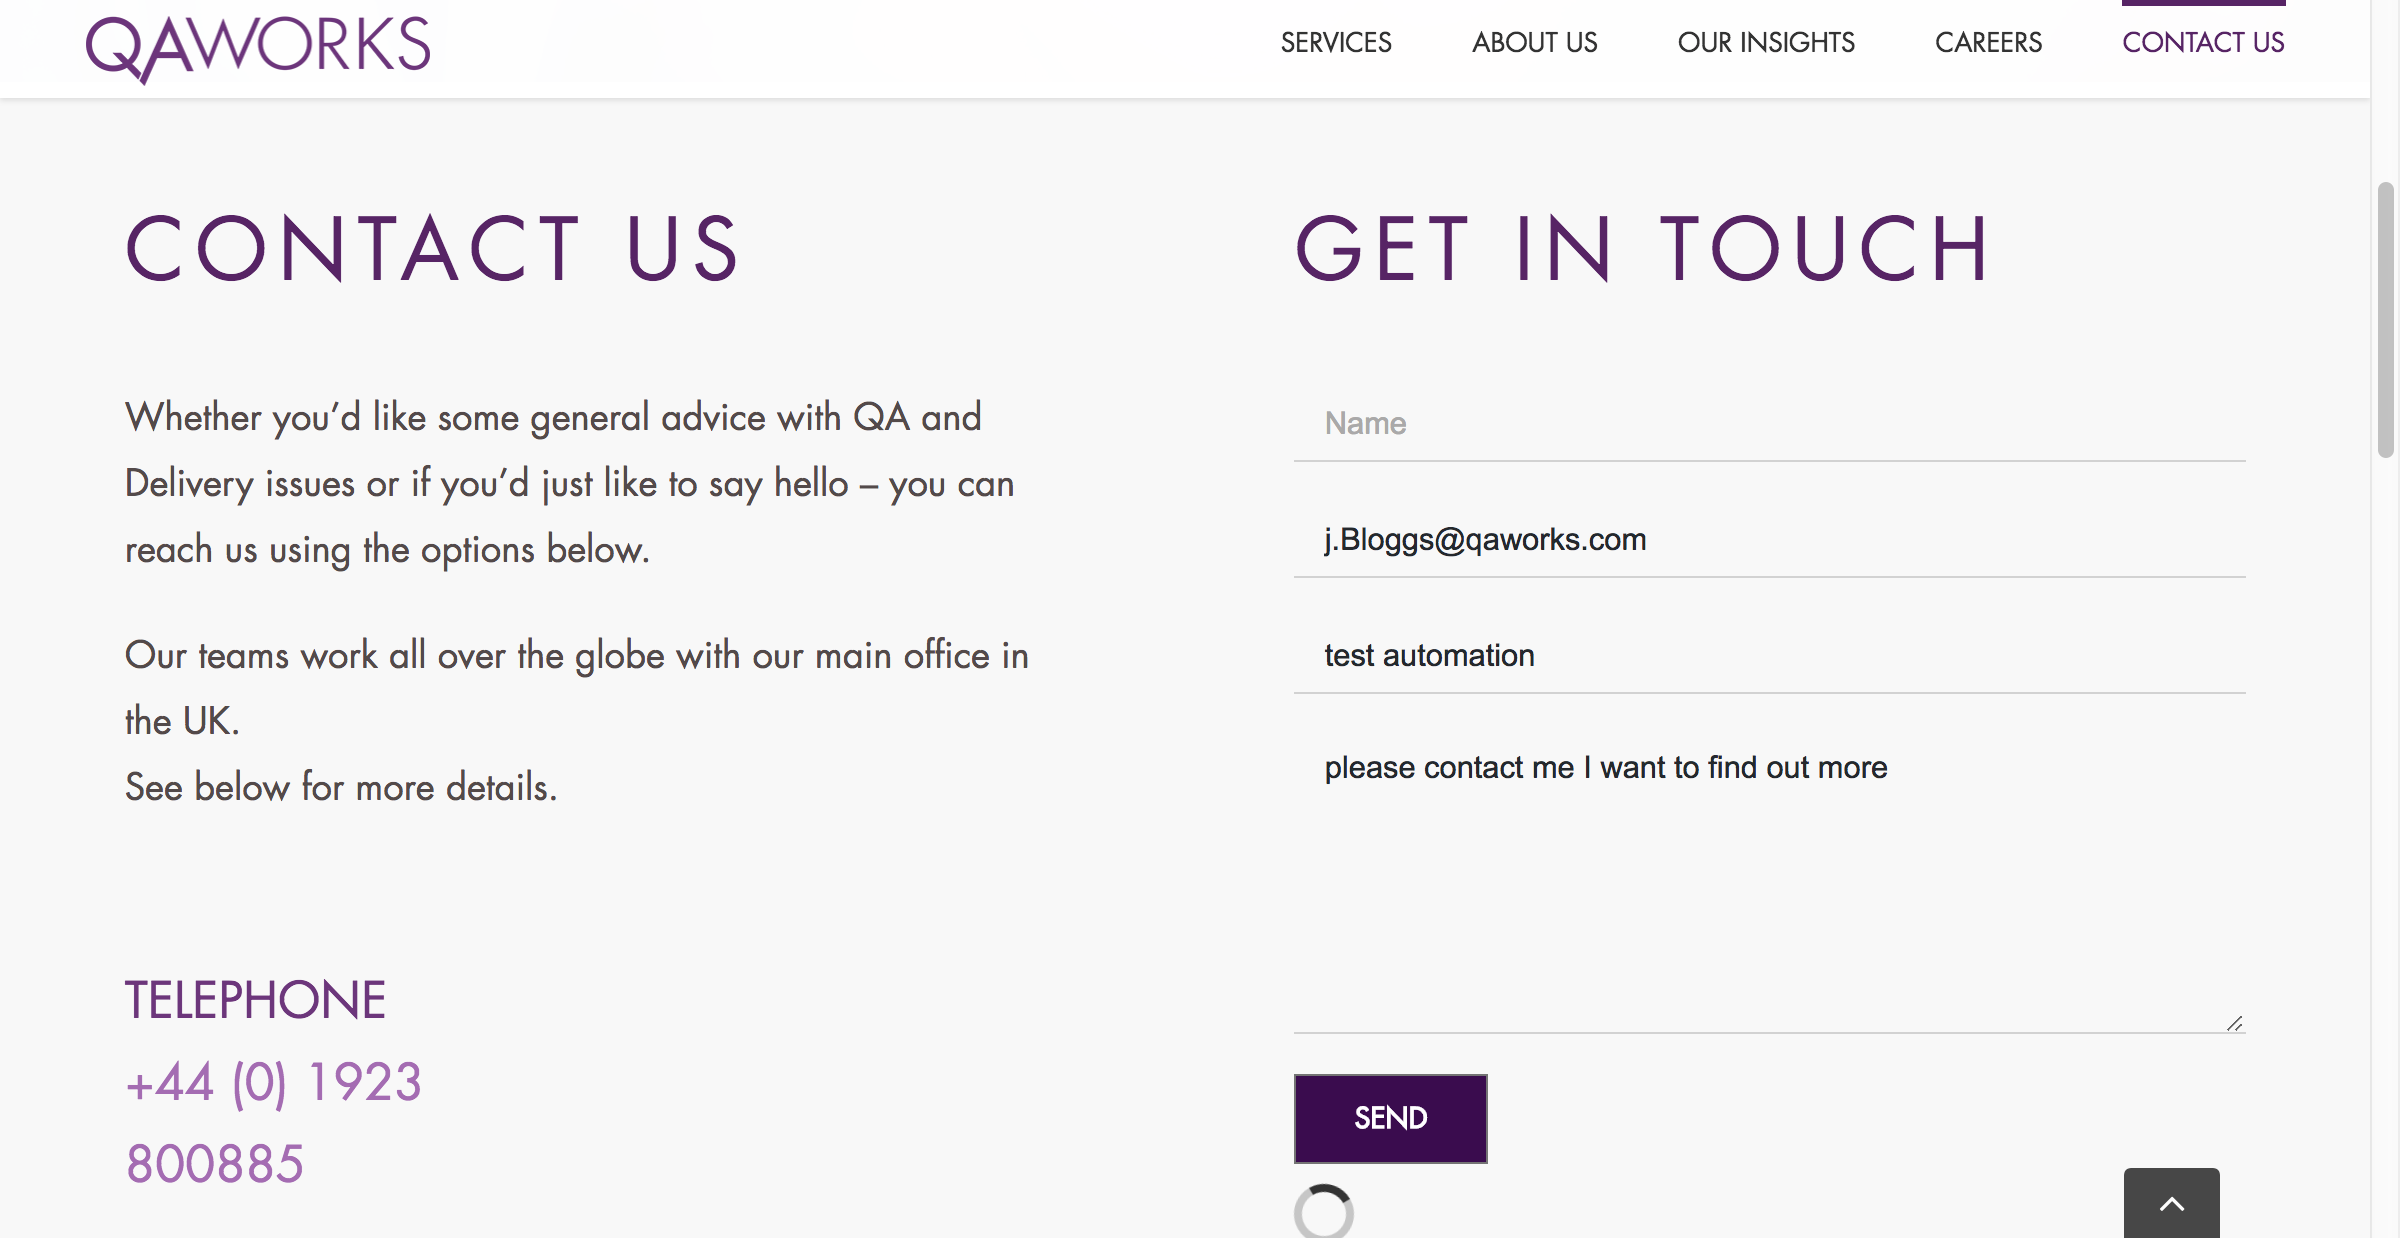 QAWORKS
SERVICES
ABOUT US
OUR INSIGHTS
CAREERS
CONTACT US
CONTACT US
Whether you’d like some general advice with QA and
Delivery issues or if you’d just like to say hello – you can
reach us using the options below.
Our teams work all over the globe with our main office in
the UK.
See below for more details.
TELEPHONE
+44 (0) 1923
800885
GET IN TOUCH
Name
j.Bloggs@qaworks.com
test automation
please contact me I want to find out more
SEND